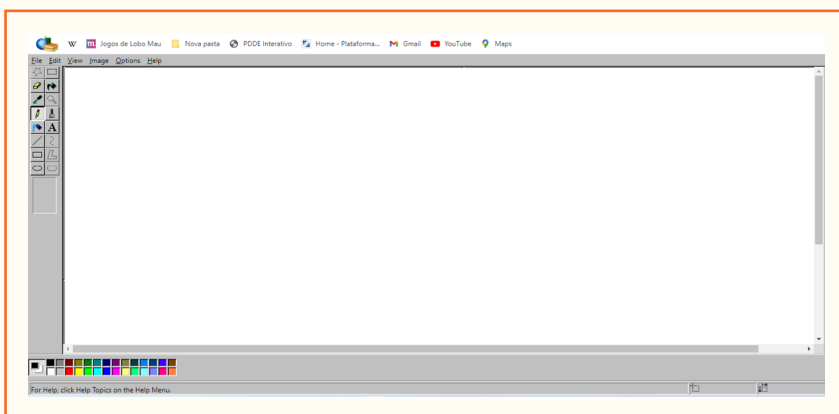 W Jogos de Lobo Mau Nova pasta PDDE Interativo Home - Plataforma... Gmail YouTube Maps
File Edit View Image Options Help
A
For Help, click Help Topics on the Help Menu.